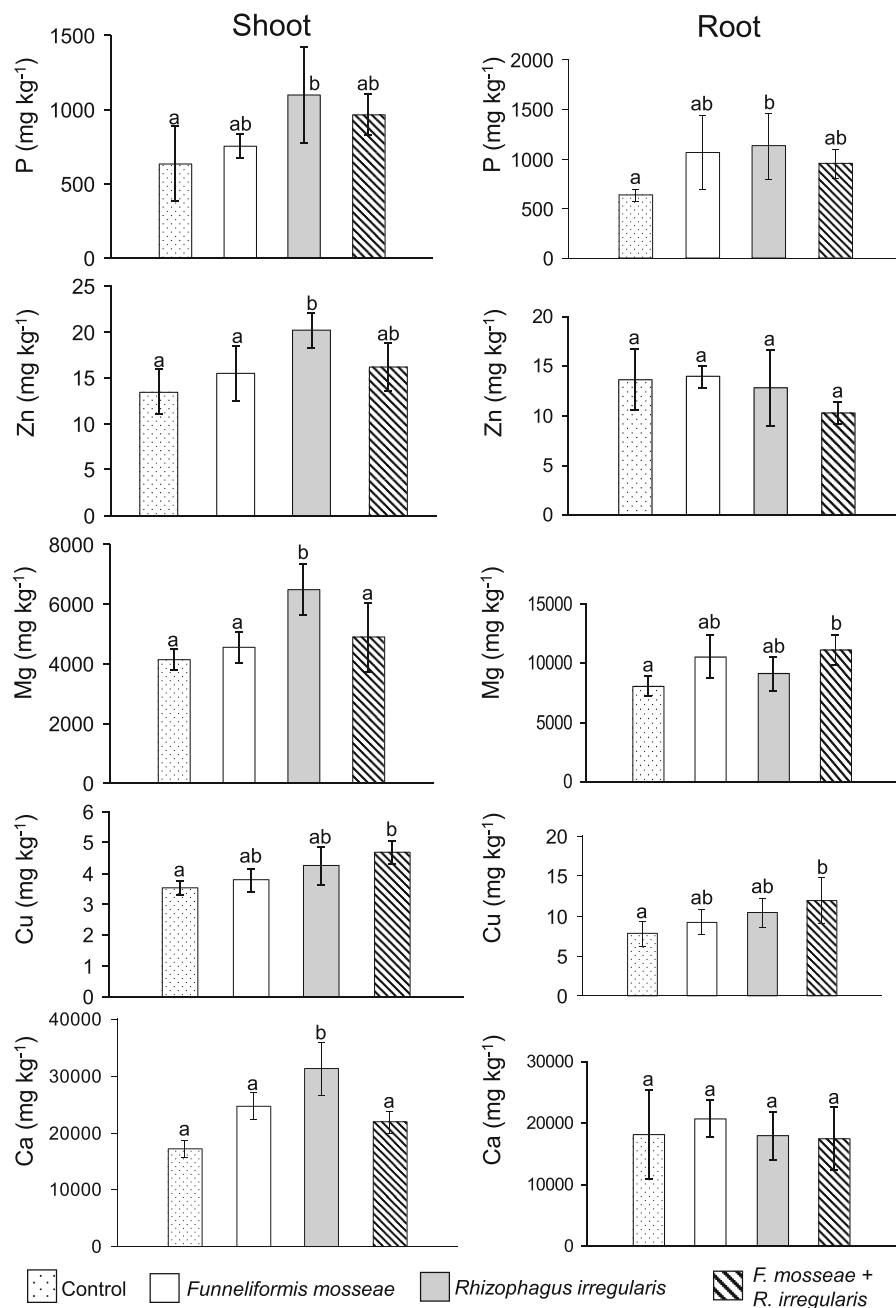 Shoot
Root
P (mg kg-1)
1500
1000
500
0
a
ab
b
ab
P (mg kg-1)
2000
1500
1000
500
0
a
ab
b
ab
Zn (mg kg-1)
25
20
15
10
5
0
a
a
b
ab
Zn (mg kg-1)
20
15
10
5
0
a
a
a
a
Mg (mg kg-1)
8000
6000
4000
2000
0
a
a
b
a
Mg (mg kg-1)
15000
10000
5000
0
a
ab
ab
b
Cu (mg kg-1)
6
5
4
3
2
1
0
a
ab
ab
b
Cu (mg kg-1)
20
15
10
5
0
a
ab
ab
b
Ca (mg kg-1)
40000
30000
20000
10000
0
a
a
b
a
Ca (mg kg-1)
30000
20000
10000
0
a
a
a
a
Control
Funneliformis mosseae
Rhizophagus irregularis
F. mosseae +
R. irregularis